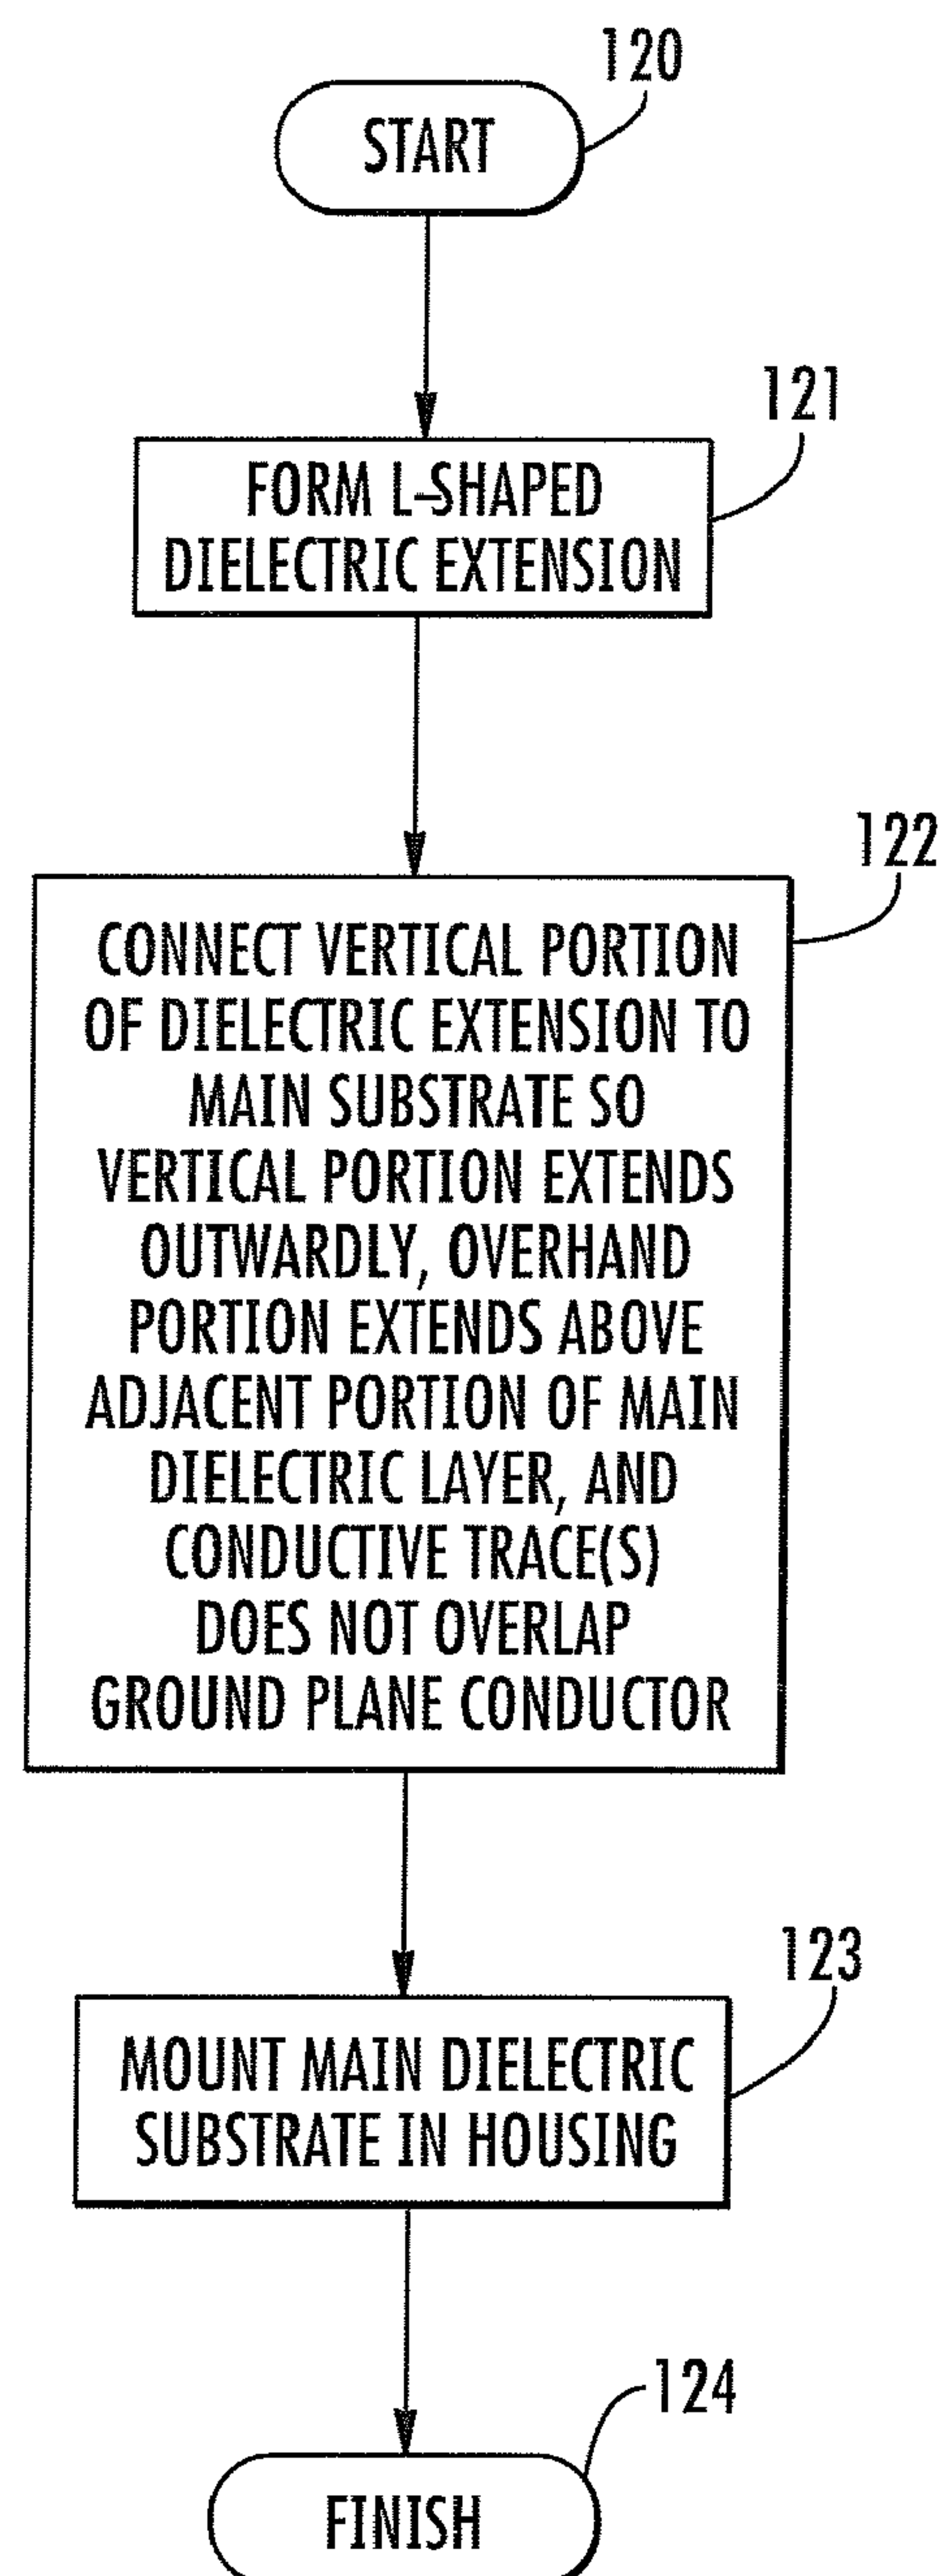 120
START
121
FORM L-SHAPED
DIELECTRIC EXTENSION
122
CONNECT VERTICAL PORTION
OF DIELECTRIC EXTENSION TO
MAIN SUBSTRATE SO
VERTICAL PORTION EXTENDS
OUTWARDLY, OVERHAND
PORTION EXTENDS ABOVE
ADJACENT PORTION OF MAIN
DIELECTRIC LAYER, AND
CONDUCTIVE TRACE(S)
DOES NOT OVERLAP
GROUND PLANE CONDUCTOR
123
MOUNT MAIN DIELECTRIC
SUBSTRATE IN HOUSING
124
FINISH